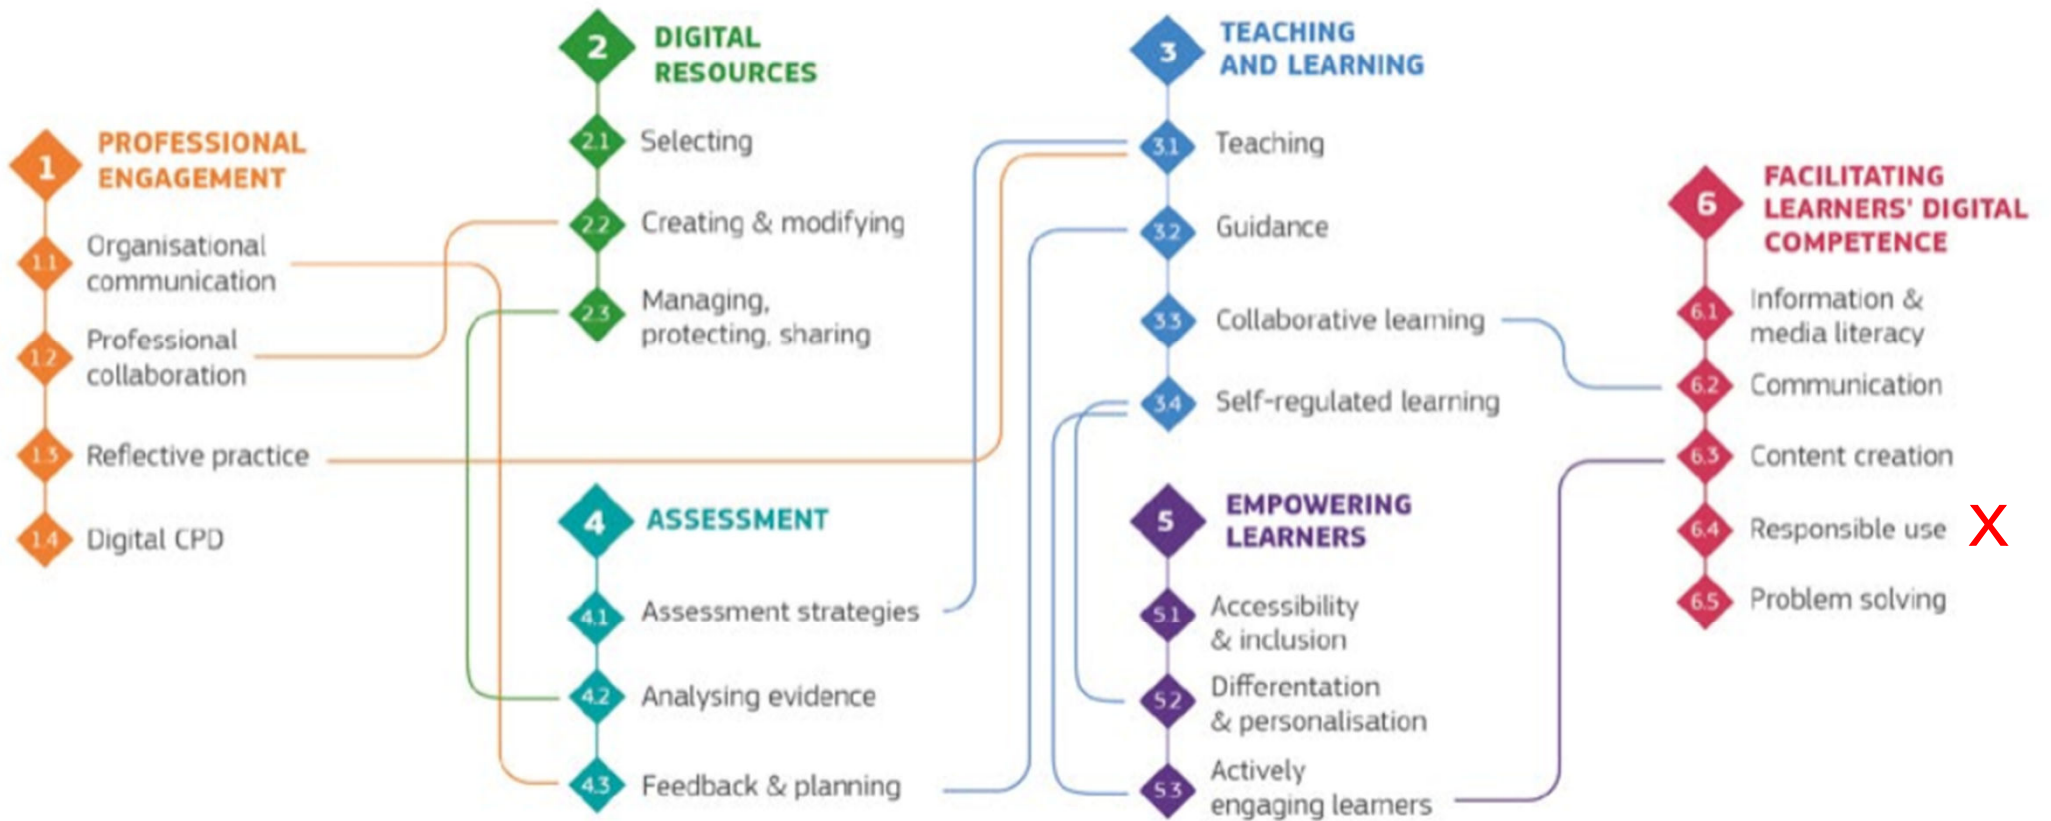 1
PROFESSIONAL
ENGAGEMENT
1.1
Organisational
communication
1.2
Professional
collaboration
1.3
Reflective practice
1.4
Digital CPD
2
DIGITAL
RESOURCES
2.1
Selecting
2.2
Creating & modifying
2.3
Managing,
protecting, sharing
3
TEACHING
AND LEARNING
3.1
Teaching
3.2
Guidance
3.3
Collaborative learning
3.4
Self-regulated learning
4
ASSESSMENT
4.1
Assessment strategies
4.2
Analysing evidence
4.3
Feedback & planning
5
EMPOWERING
LEARNERS
5.1
Accessibility
& inclusion
5.2
Differentation
& personalisation
5.3
Actively
engaging learners
6
FACILITATING
LEARNERS' DIGITAL
COMPETENCE
6.1
Information &
media literacy
6.2
Communication
6.3
Content creation
6.4
Responsible use X
6.5
Problem solving